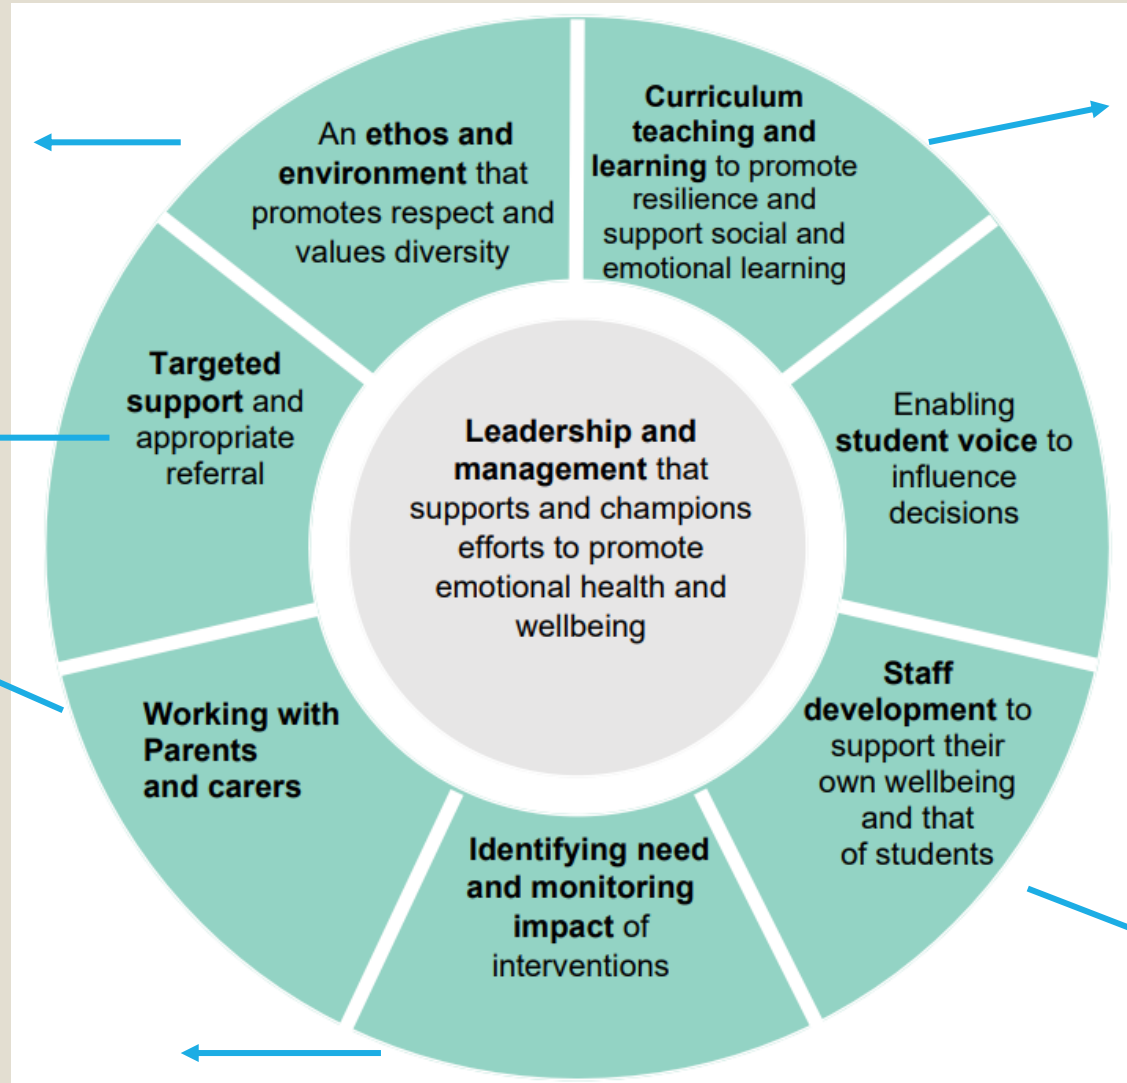 An ethos and
environment that
promotes respect and
values diversity
Curriculum
teaching and
learning to promote
resilience and
support social and
emotional learning
Enabling
student voice to
influence
decisions
Staff
development to
support their
own wellbeing
and that
of students
Identifying need
and monitoring
impact of
interventions
Working with
Parents
and carers
Targeted
support and
appropriate
referral
Leadership and
management that
supports and champions
efforts to promote
emotional health and
wellbeing